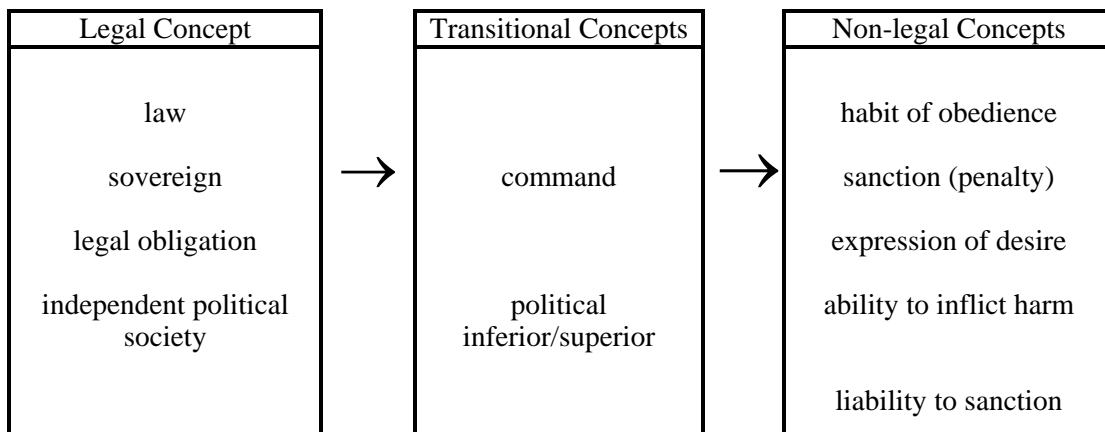 Legal Concept
law
sovereign
legal obligation
independent political
society
Transitional Concepts
command
political
inferior/superior
Non-legal Concepts
habit of obedience
sanction (penalty)
expression of desire
ability to inflict harm
liability to sanction